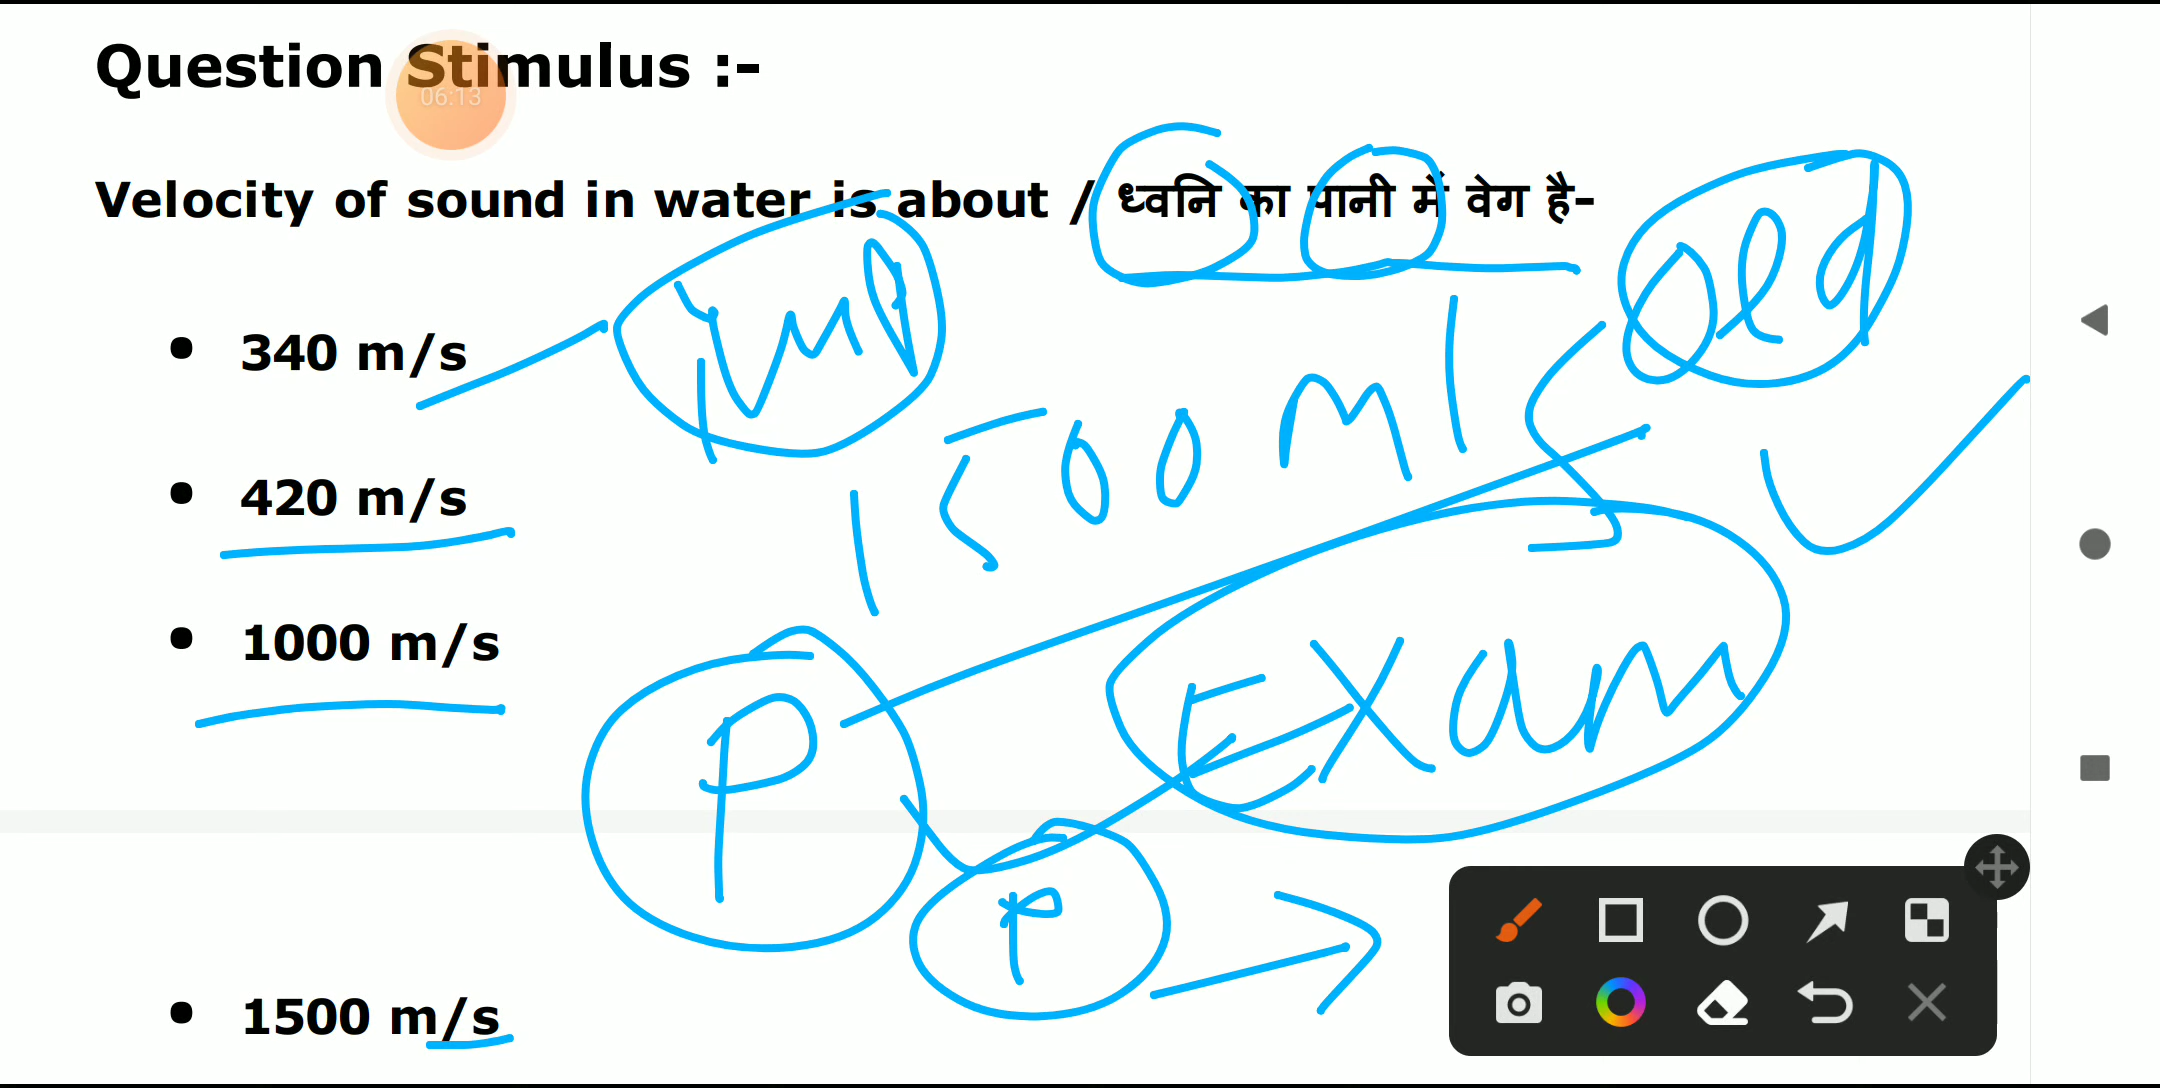 Question Stimulus :-
06:13
Velocity of sound in water is about / ध्वनि का पानी में वेग है-
Imp
old
340 m/s
1500 m/s
420 m/s
1000 m/s
Exam
P
P
1500 m/s